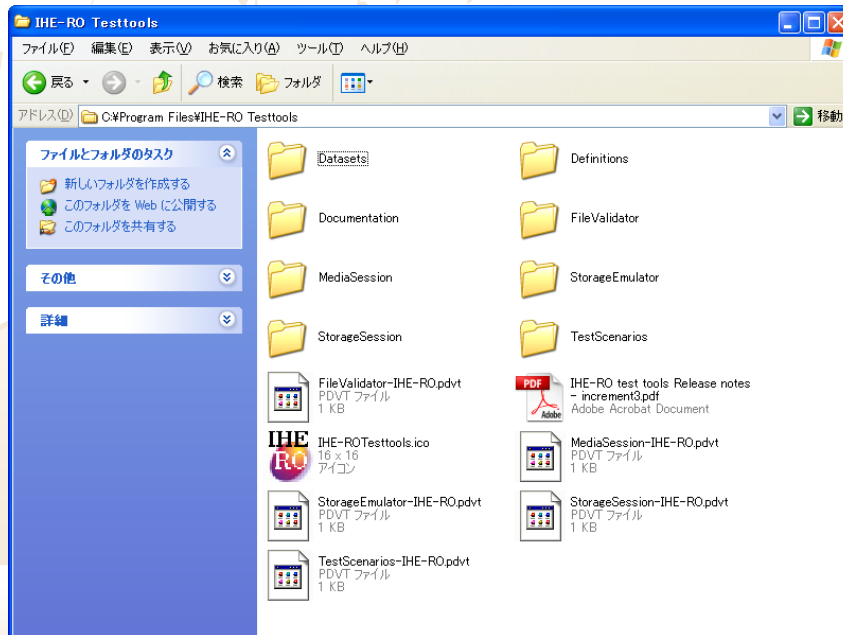 IHE-RO Testtools
ファイル(F) 編集(E) 表示(V) お気に入り(A) ツール(T) ヘルプ(H)
戻る 検索 フォルダ
アドレス(D) C:¥Program Files¥IHE-RO Testtools 移動
ファイルとフォルダのタスク
新しいフォルダを作成する
このフォルダを Web に公開する
このフォルダを共有する
その他
詳細
Datasets
Definitions
Documentation
FileValidator
MediaSession
StorageEmulator
StorageSession
TestScenarios
FileValidator-IHE-RO.pdvt
PDVT ファイル
1 KB
PDF
Adobe
IHE-RO test tools Release notes
- increment3.pdf
Adobe Acrobat Document
IHE
RO
IHE-ROTesttools.ico
16 x 16
アイコン
MediaSession-IHE-RO.pdvt
PDVT ファイル
1 KB
StorageEmulator-IHE-RO.pdvt
PDVT ファイル
1 KB
StorageSession-IHE-RO.pdvt
PDVT ファイル
1 KB
TestScenarios-IHE-RO.pdvt
PDVT ファイル
1 KB